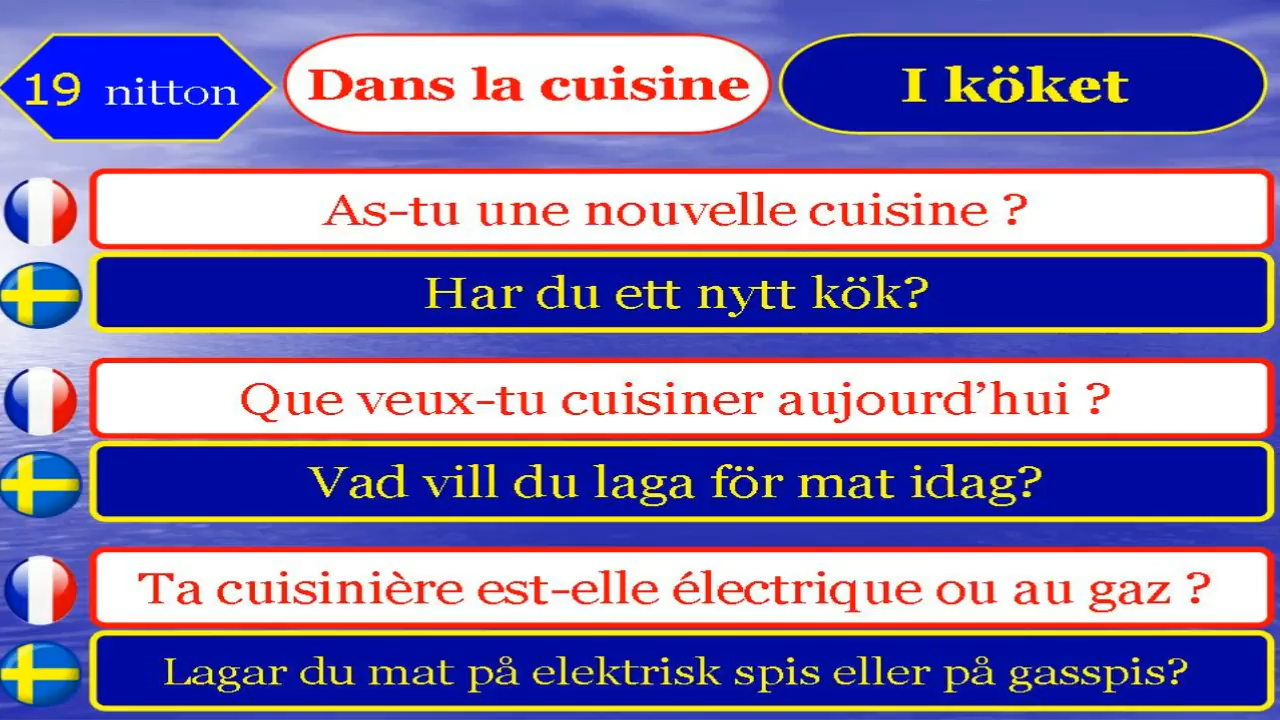 19 nitton
Dans la cuisine
I köket
As-tu une nouvelle cuisine ?
Har du ett nytt kök?
Que veux-tu cuisiner aujourd’hui ?
Vad vill du laga för mat idag?
Ta cuisinière est-elle électrique ou au gaz ?
Lagar du mat på elektrisk spis eller på gasspis?